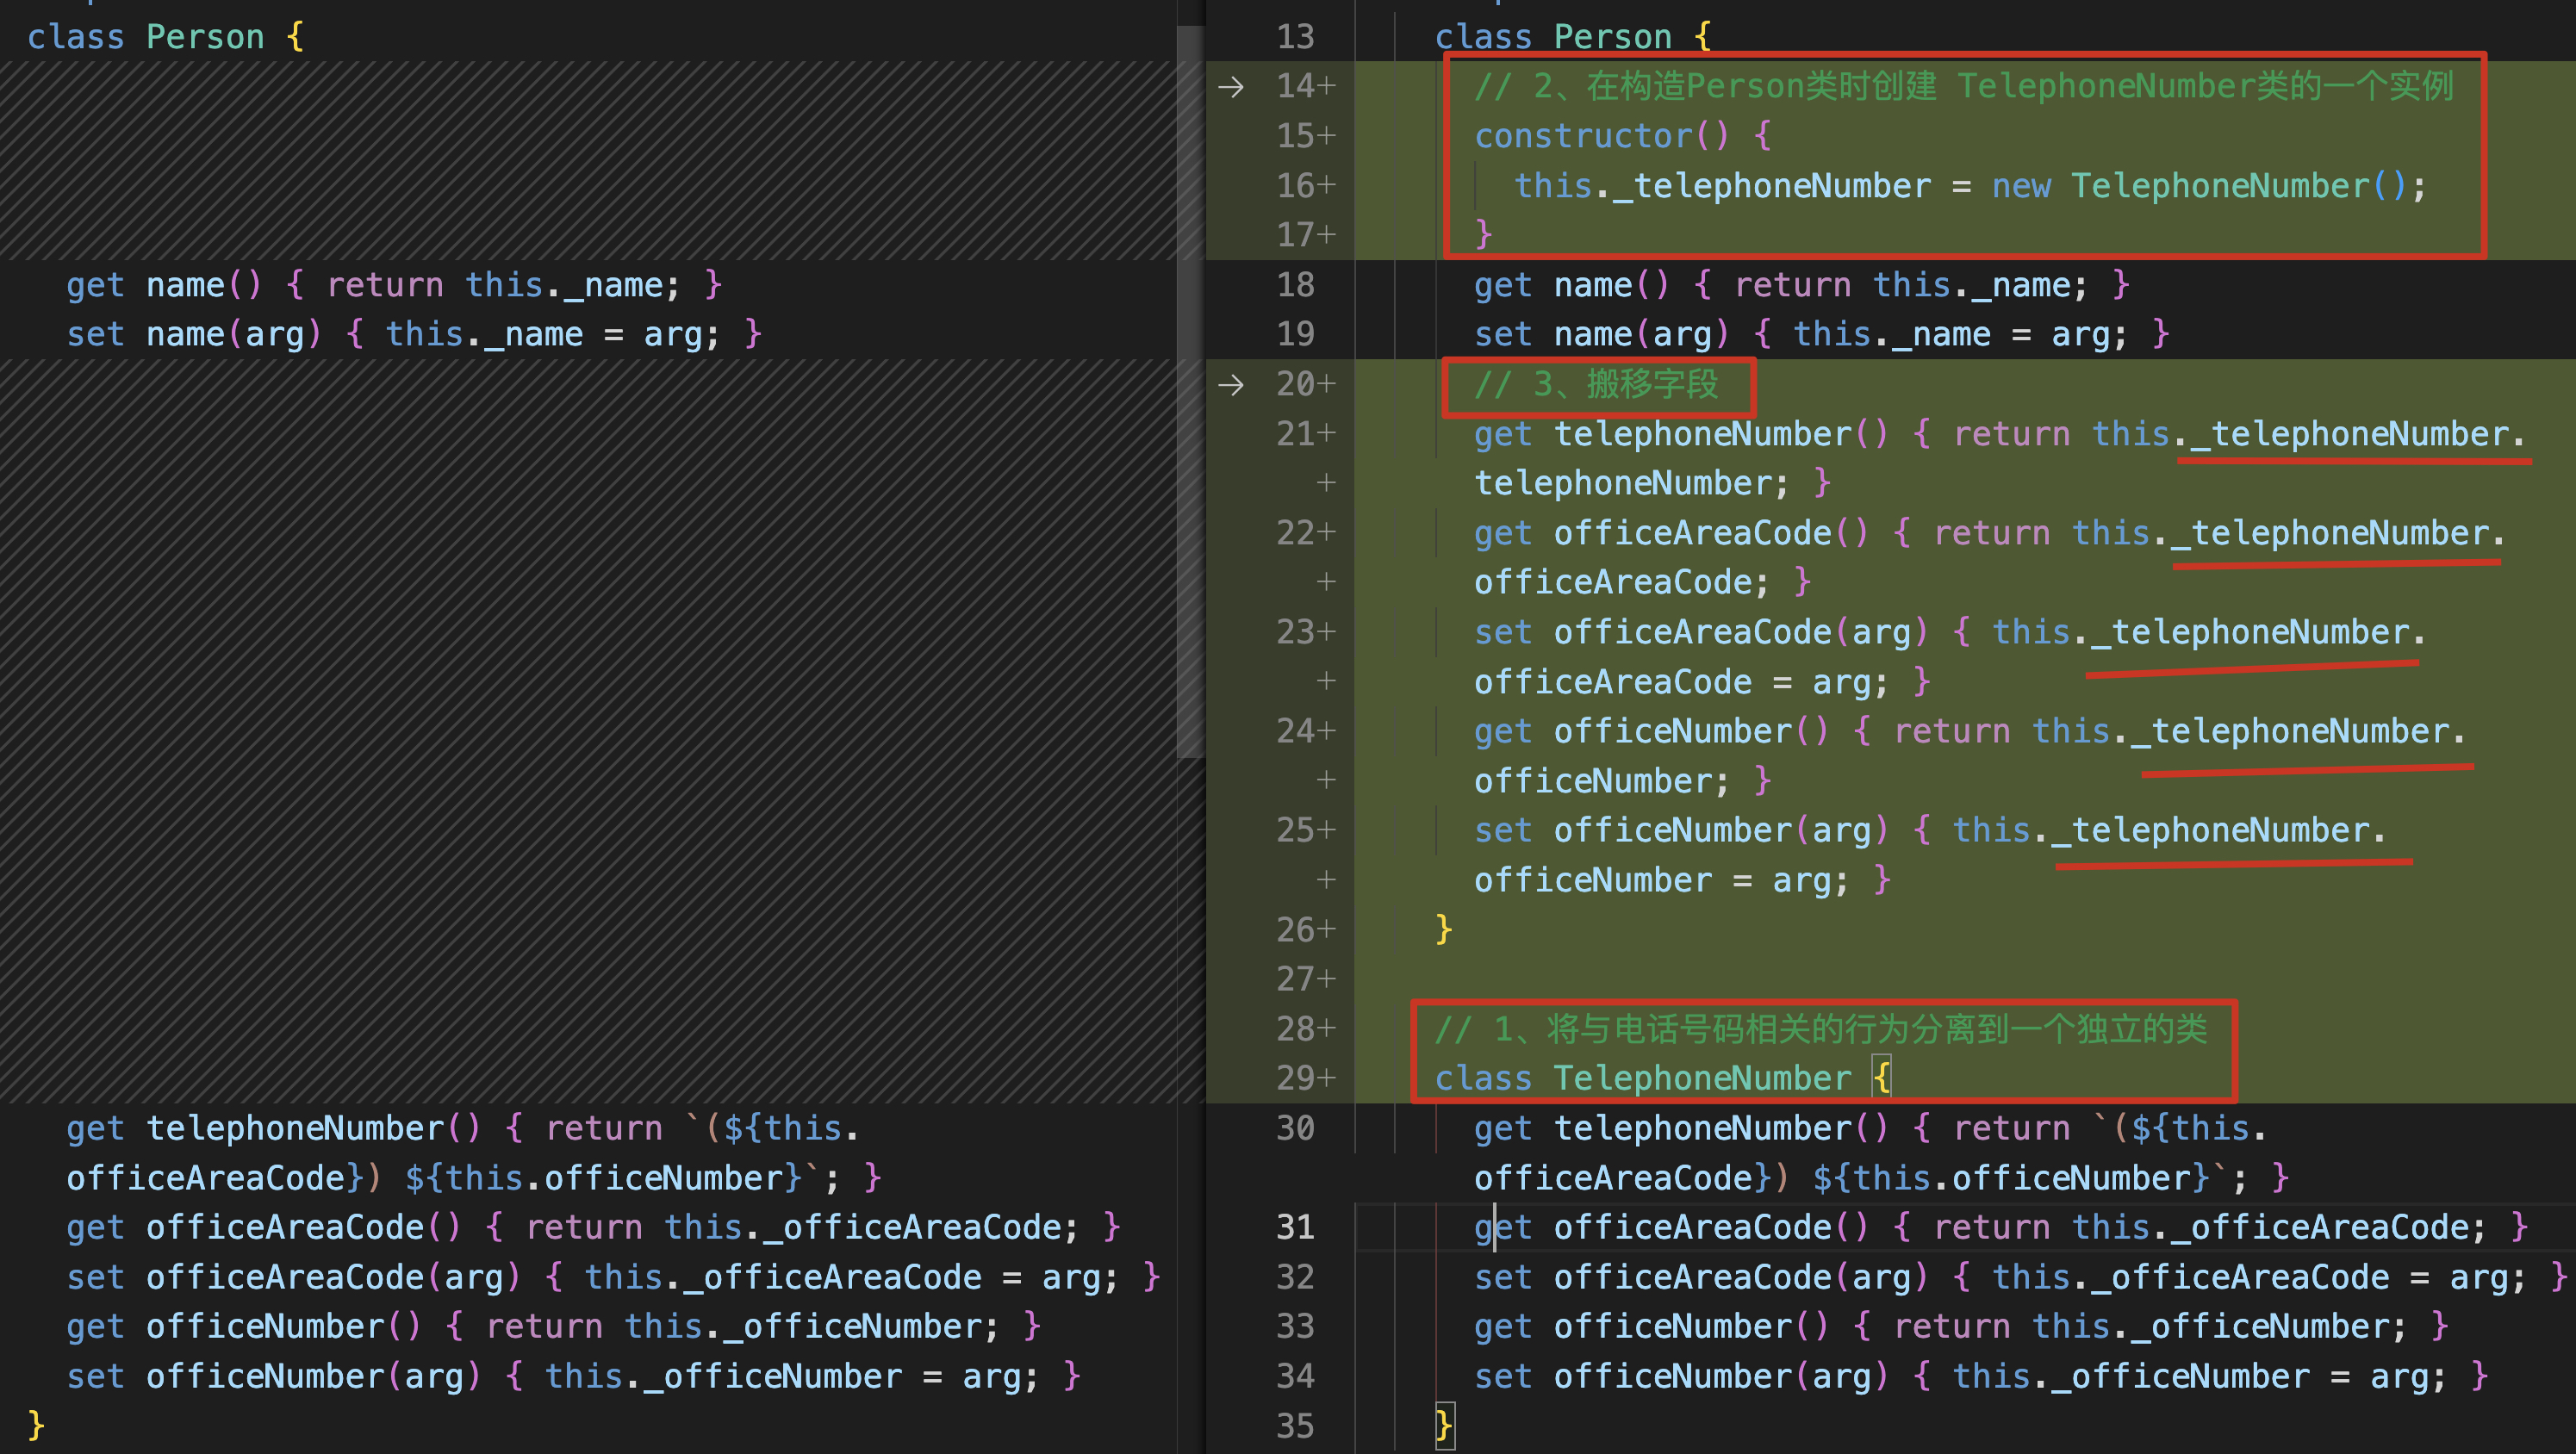 class Person {
get name() { return this._name; }
set name(arg) { this._name = arg; }
get telephoneNumber() { return `(${this.
officeAreaCode}) ${this.officeNumber}`; }
get officeAreaCode() { return this._officeAreaCode; }
set officeAreaCode(arg) { this._officeAreaCode = arg; }
get officeNumber() { return this._officeNumber; }
set officeNumber(arg) { this._officeNumber = arg; }
}
13 class Person {
→ 14+ // 2、在构造Person类时创建 TelephoneNumber类的一个实例
15+ constructor() {
16+ this._telephoneNumber = new TelephoneNumber();
17+ }
18 get name() { return this._name; }
19 set name(arg) { this._name = arg; }
→ 20+ // 3、搬移字段
21+ get telephoneNumber() { return this._telephoneNumber.
+ telephoneNumber; }
22+ get officeAreaCode() { return this._telephoneNumber.
+ officeAreaCode; }
23+ set officeAreaCode(arg) { this._telephoneNumber.
+ officeAreaCode = arg; }
24+ get officeNumber() { return this._telephoneNumber.
+ officeNumber; }
25+ set officeNumber(arg) { this._telephoneNumber.
+ officeNumber = arg; }
26+ }
27+
28+ // 1、将与电话号码相关的行为分离到一个独立的类
29+ class TelephoneNumber {
30 get telephoneNumber() { return `(${this.
officeAreaCode}) ${this.officeNumber}`; }
31 get officeAreaCode() { return this._officeAreaCode; }
32 set officeAreaCode(arg) { this._officeAreaCode = arg; }
33 get officeNumber() { return this._officeNumber; }
34 set officeNumber(arg) { this._officeNumber = arg; }
35 }